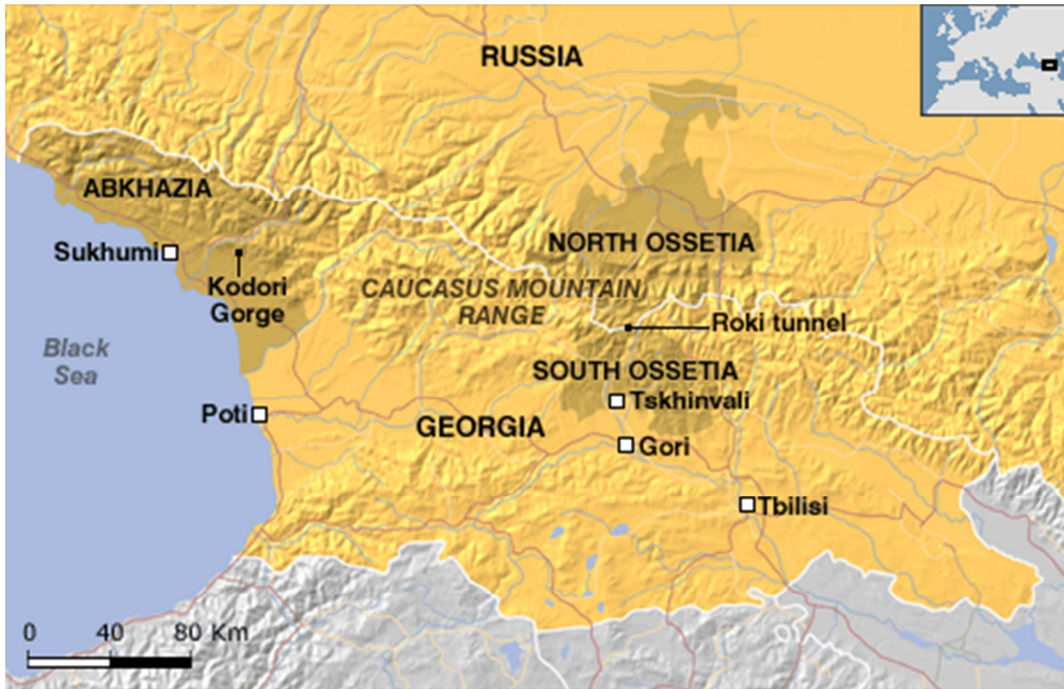 RUSSIA
ABKHAZIA
Sukhumi
Kodori
Gorge
NORTH OSSETIA
CAUCASUS MOUNTAIN
RANGE
Roki tunnel
Black
Sea
SOUTH OSSETIA
Tskhinvali
Poti
GEORGIA
Gori
Tbilisi
0 40 80 Km